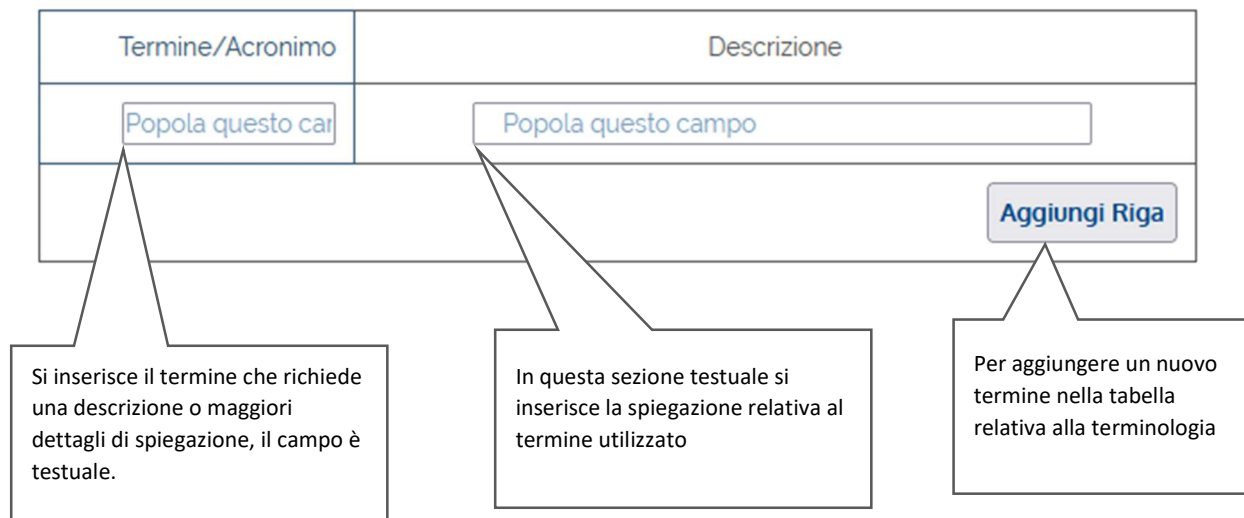 Termine/Acronimo
Descrizione
Popola questo car
Popola questo campo
Aggiungi Riga
Si inserisce il termine che richiede
una descrizione o maggiori
dettagli di spiegazione, il campo è
testuale.
In questa sezione testuale si
inserisce la spiegazione relativa al
termine utilizzato
Per aggiungere un nuovo
termine nella tabella
relativa alla terminologia